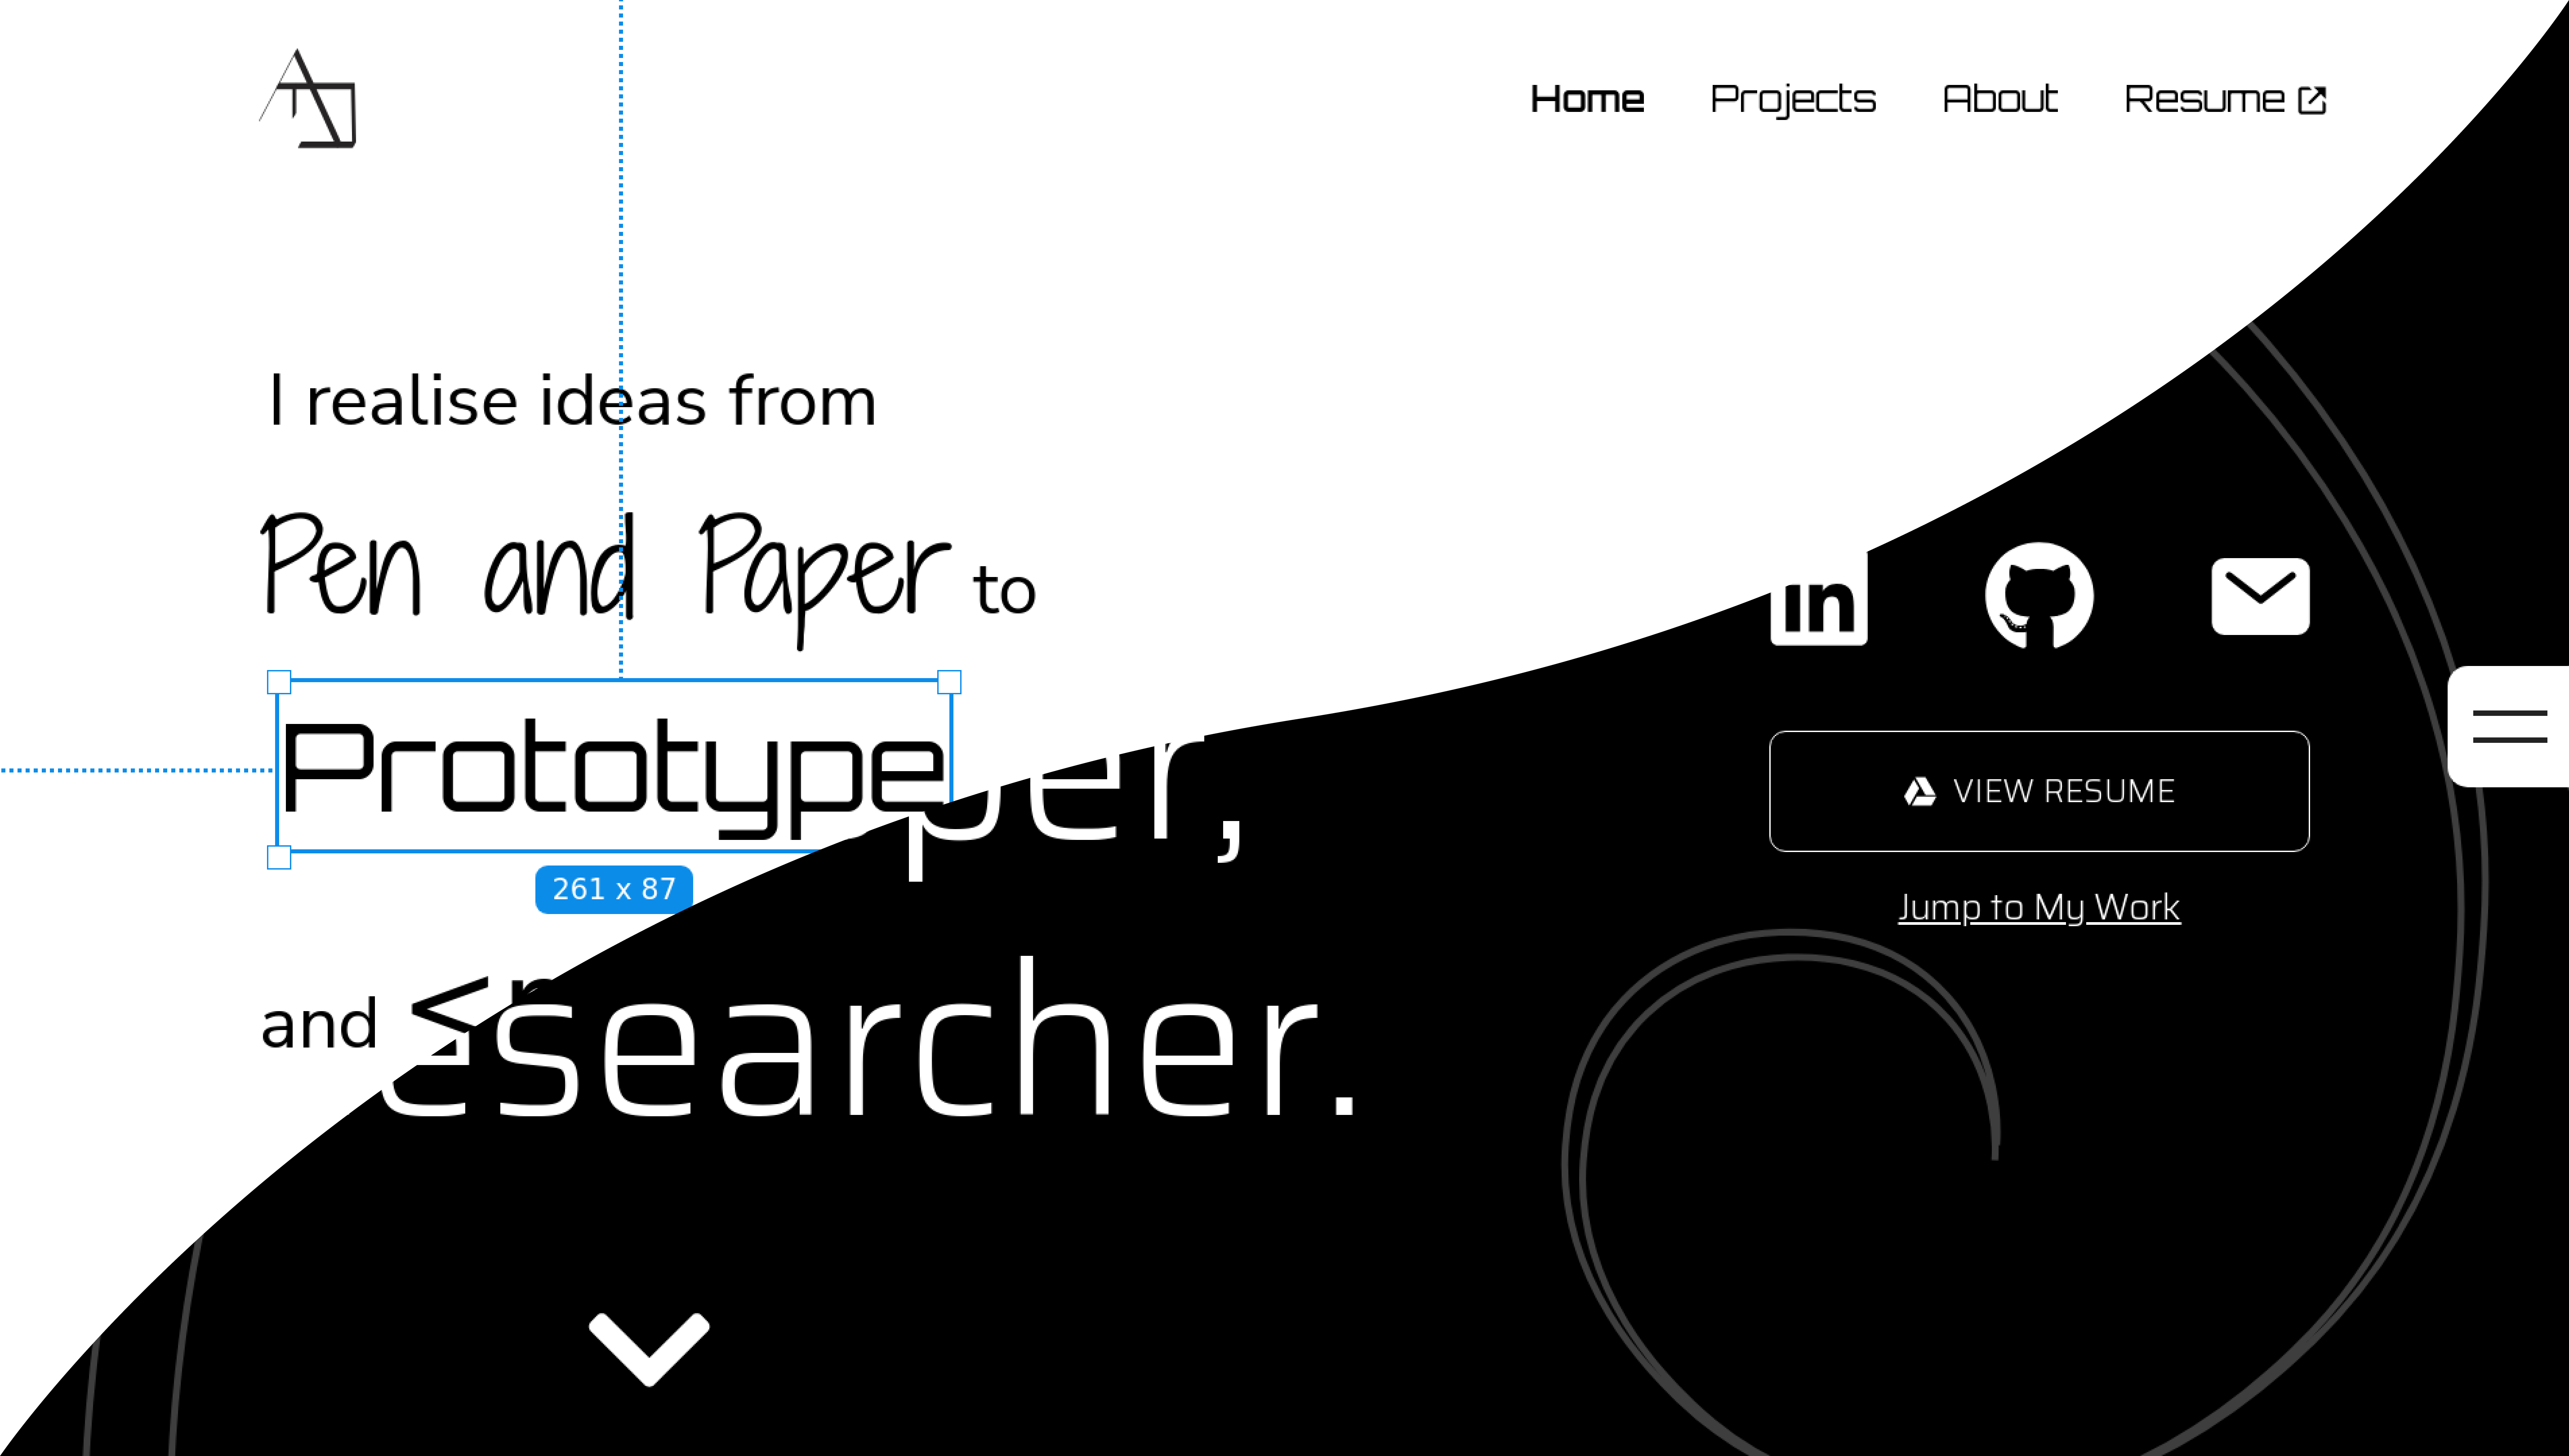 Home Projects About Resume
I realise ideas from
Pen and Paper to
Prototype
261 x 87
and
VIEW RESUME
Jump to My Work